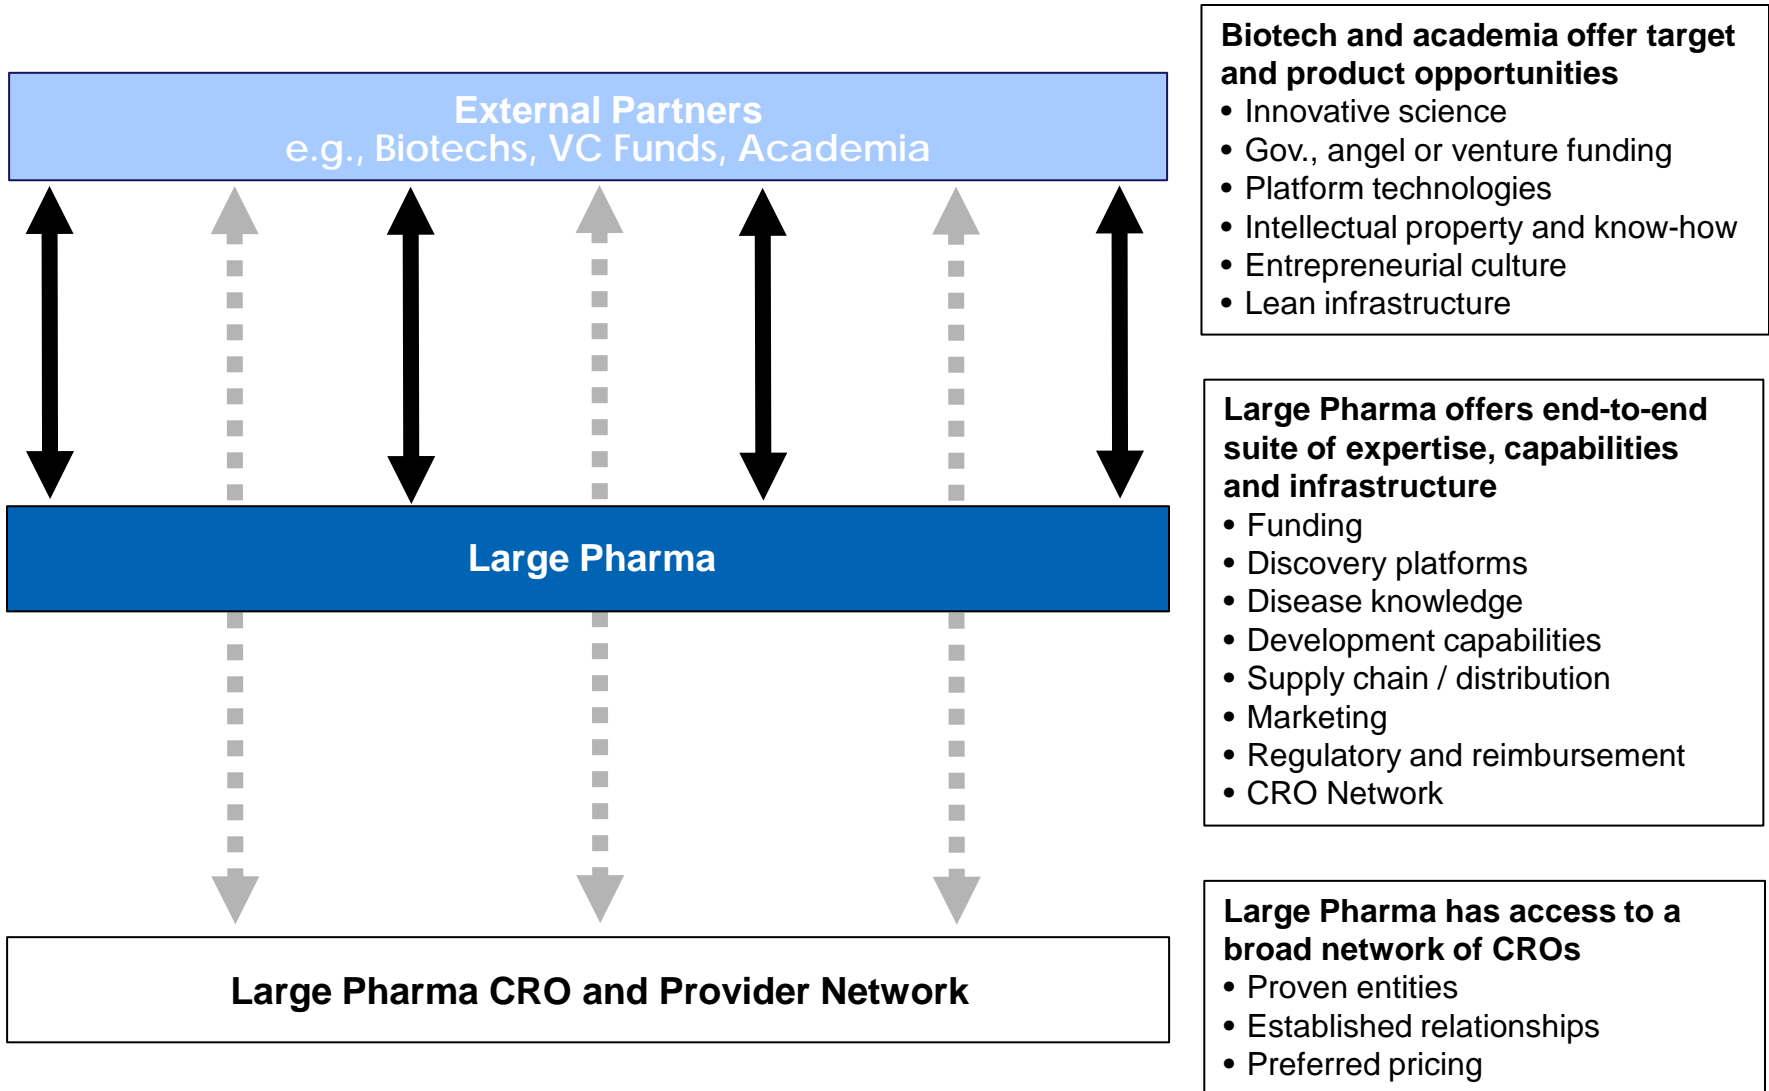 External Partners
e.g., Biotechs, VC Funds, Academia
Large Pharma
Large Pharma CRO and Provider Network
Biotech and academia offer target
and product opportunities
• Innovative science
• Gov., angel or venture funding
• Platform technologies
• Intellectual property and know-how
• Entrepreneurial culture
• Lean infrastructure
Large Pharma offers end-to-end
suite of expertise, capabilities
and infrastructure
• Funding
• Discovery platforms
• Disease knowledge
• Development capabilities
• Supply chain / distribution
• Marketing
• Regulatory and reimbursement
• CRO Network
Large Pharma has access to a
broad network of CROs
• Proven entities
• Established relationships
• Preferred pricing